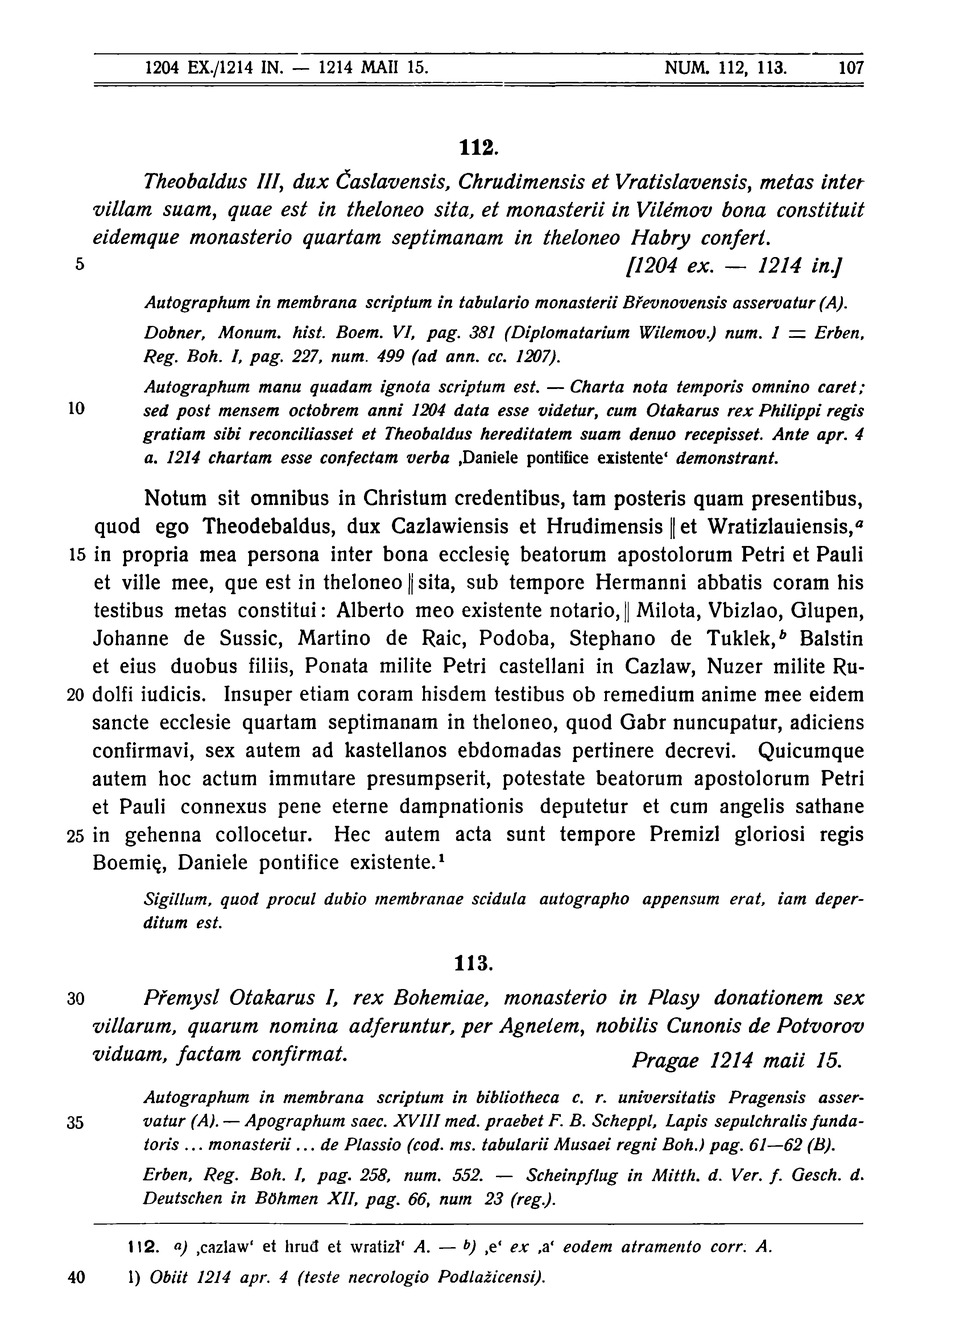 1204 EX./1214 IN. — 1214 MAII 15. NUM. 112, 113. 107
112.
Theobaldus III, dux Časlavensis, Chrudimensis et Vratislavensis, metas inter
villam suam, quae est in theloneo sita, et monasterii in Vilémov bona constituit
eidemque monasterio quartam septimanam in theloneo Habry confert.
5 [1204 ex. — 1214 in.]
Autographum in membrana scriptum in tabulario monasterii Břevnovensis asservatur (A).
Dobner, Monum. hist. Boem. VI, pag. 381 (Diplomatarium Wilemov.) num. 1 = Erben,
Reg. Boh. I, pag. 227, num. 499 (ad ann. cc. 1207).
Autographum manu quadam ignota scriptum est. — Charta nota temporis omnino caret;
10 sed post mensem octobrem anni 1204 data esse videtur, cum Otakarus rex Philippi regis
gratiam sibi reconciliasset et Theobaldus hereditatem suam denuo recepisset. Ante apr. 4
a. 1214 chartam esse confectam verba ‚Daniele pontifice existente‘ demonstrant.
Notum sit omnibus in Christum credentibus, tam posteris quam presentibus,
quod ego Theodebaldus, dux Cazlawiensis et Hrudimensis || et Wratizlauiensis,a
15 in propria mea persona inter bona ecclesię beatorum apostolorum Petri et Pauli
et ville mee, que est in theloneo || sita, sub tempore Hermanni abbatis coram his
testibus metas constitui: Alberto meo existente notario, || Milota, Vbizlao, Glupen,
Johanne de Sussic, Martino de Raic, Podoba, Stephano de Tuklek,b Balstin
et eius duobus filiis, Ponata milite Petri castellani in Cazlaw, Nuzer milite Ru-
20 dolfi iudicis. Insuper etiam coram hisdem testibus ob remedium anime mee eidem
sancte ecclesie quartam septimanam in theloneo, quod Gabr nuncupatur, adiciens
confirmavi, sex autem ad kastellanos ebdomadas pertinere decrevi. Quicumque
autem hoc actum immutare presumpserit, potestate beatorum apostolorum Petri
et Pauli connexus pene eterne dampnationis deputetur et cum angelis sathane
25 in gehenna collocetur. Hec autem acta sunt tempore Premizl gloriosi regis
Boemię, Daniele pontifice existente.¹
Sigillum, quod procul dubio membranae scidula autographo appensum erat, iam deper-
ditum est.
113.
30 Přemysl Otakarus I, rex Bohemiae, monasterio in Plasy donationem sex
villarum, quarum nomina adferuntur, per Agnetem, nobilis Cunonis de Potvorov
viduam, factam confirmat. Pragae 1214 maii 15.
Autographum in membrana scriptum in bibliotheca c. r. universitatis Pragensis asser-
35 vatur (A). — Apographum saec. XVIII med. praebet F. B. Scheppl, Lapis sepulchralis funda-
toris ... monasterii ... de Plassio (cod. ms. tabularii Musaei regni Boh.) pag. 61—62 (B).
Erben, Reg. Boh. I, pag. 258, num. 552. — Scheinpflug in Mitth. d. Ver. f. Gesch. d.
Deutschen in Böhmen XII, pag. 66, num 23 (reg.).
112. a) ‚cazlaw‘ et hrud et wratizl‘ A. — b) ‚e‘ ex ‚a‘ eodem atramento corr. A.
40 1) Obiit 1214 apr. 4 (teste necrologio Podlažicensi).